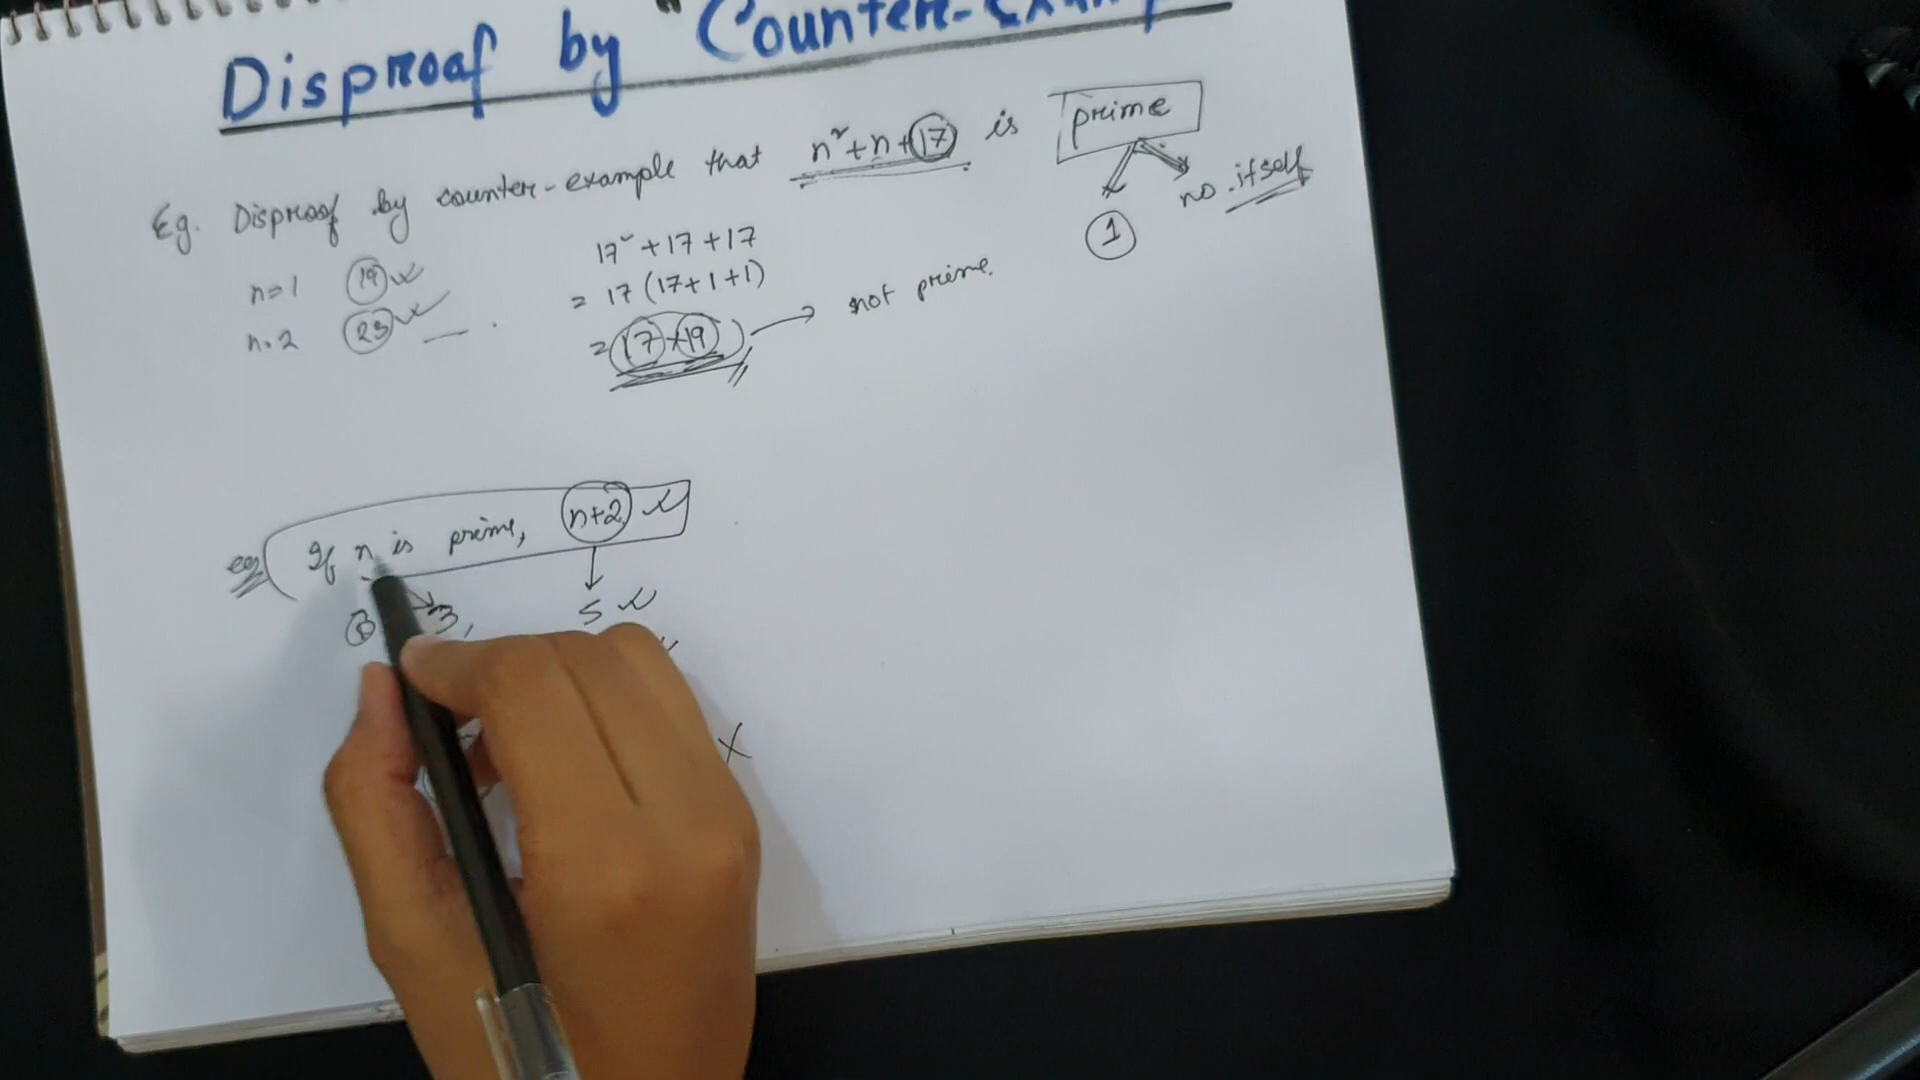 Disproof by "Counter-Examp
Eg. Disproof by counter-example that n²+n+17 is prime
1 no. itself
n=1 19 17²+17+17
n=2 23 = 17(17+1+1)
= (17×19) → not prime.
eg If n is prime, n+2
3, 5